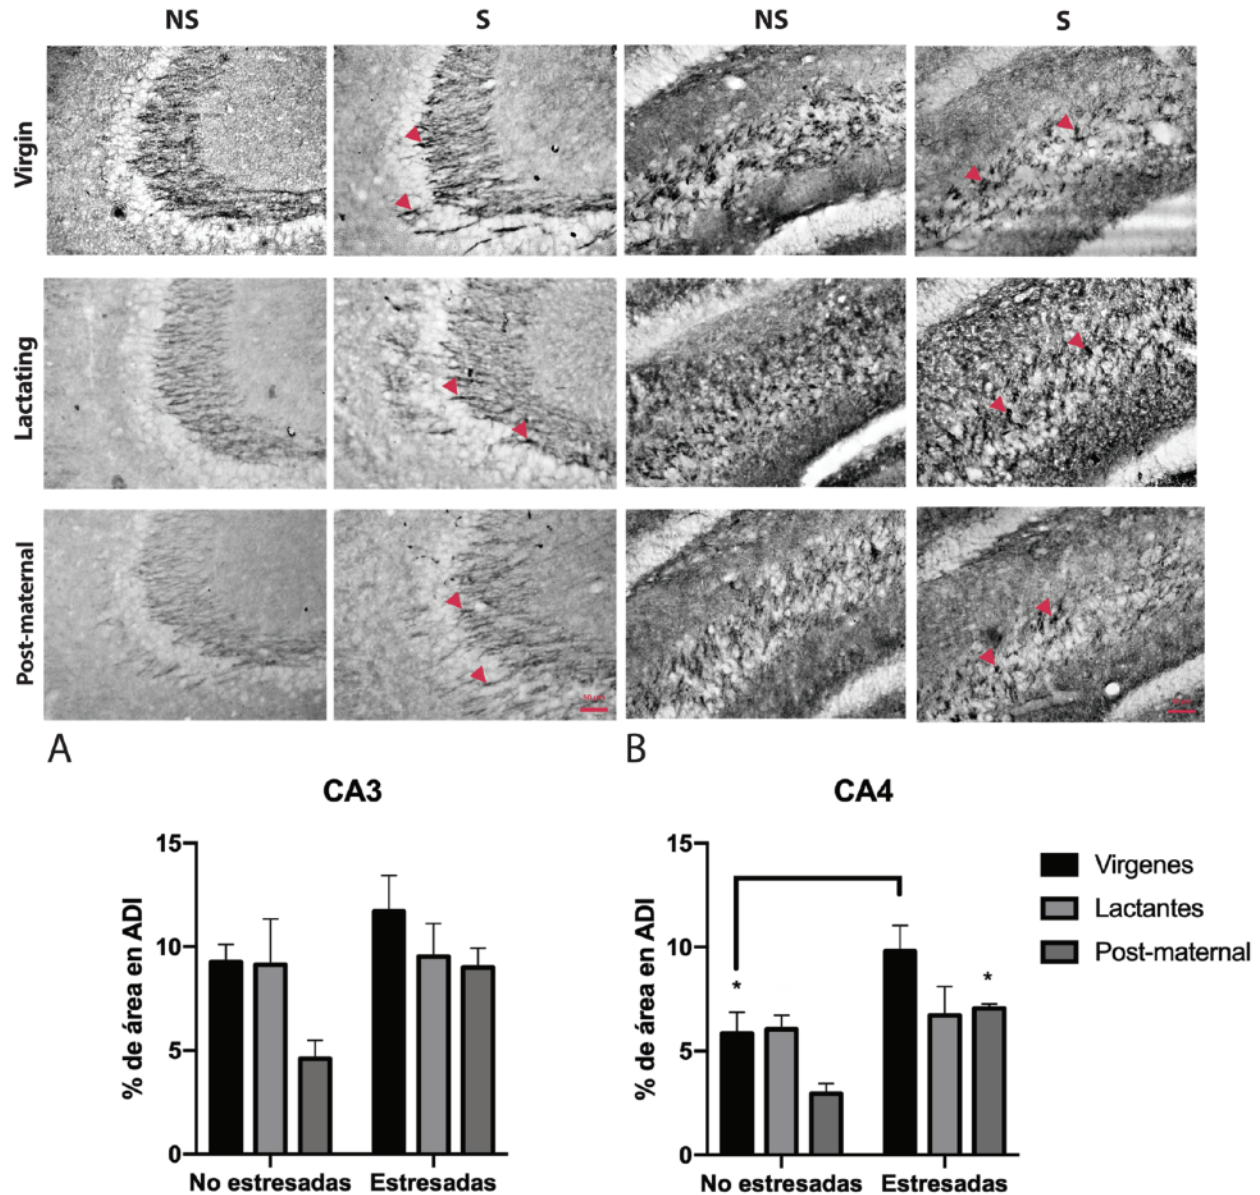 NS S NS S
Virgin
Lactating
Post-maternal
A B
CA3
% de área en ADI
15
10
5
0
No estresadas Estresadas
CA4
% de área en ADI
15
10
5
0
*
*
No estresadas Estresadas
Virgenes
Lactantes
Post-maternal